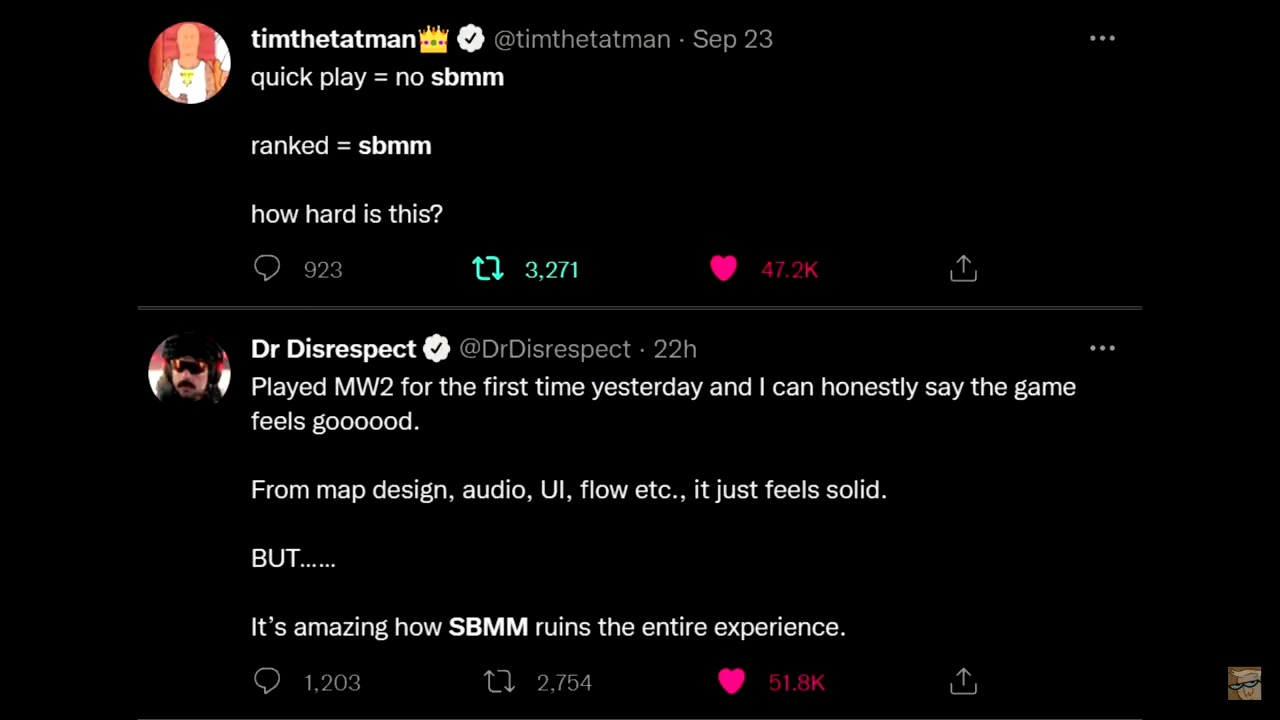 timthetatman👑 @timthetatman · Sep 23
quick play = no sbmm
ranked = sbmm
how hard is this?
923 3,271 47.2K
Dr Disrespect @DrDisrespect · 22h
Played MW2 for the first time yesterday and I can honestly say the game
feels goooood.
From map design, audio, UI, flow etc., it just feels solid.
BUT......
It's amazing how SBMM ruins the entire experience.
1,203 2,754 51.8K